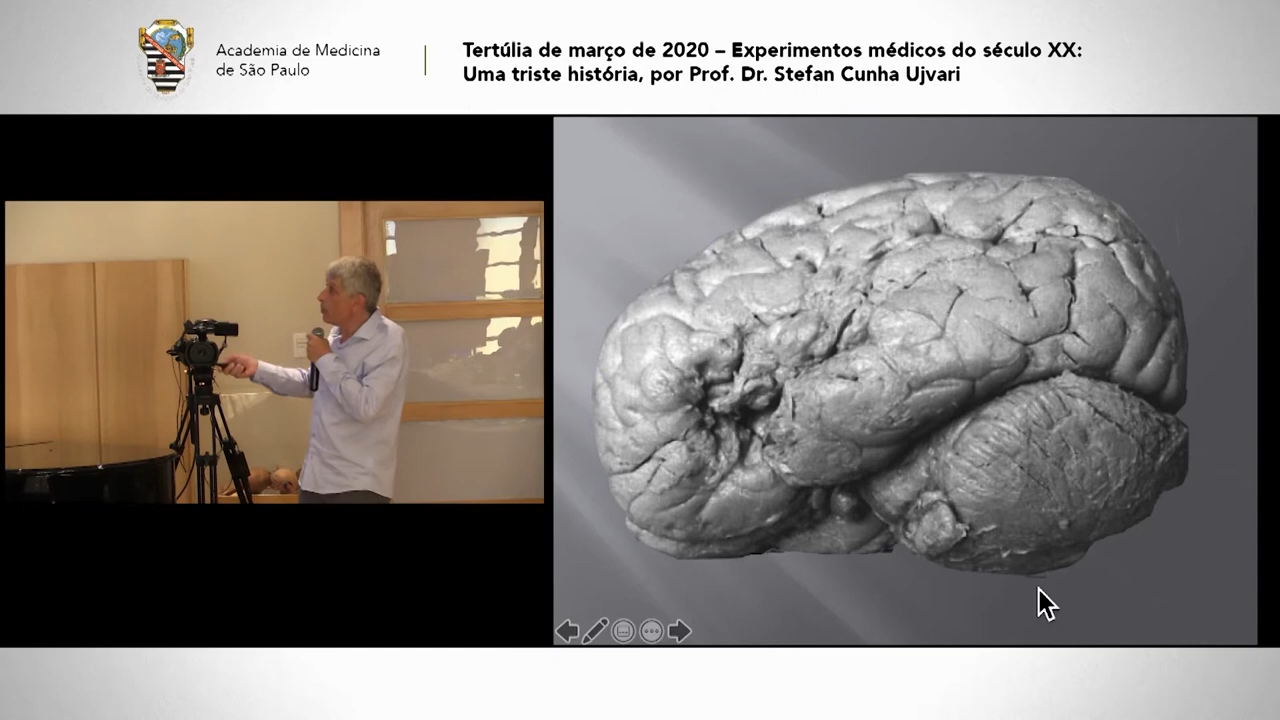 Academia de Medicina
de São Paulo
Tertúlia de março de 2020 – Experimentos médicos do século XX:
Uma triste história, por Prof. Dr. Stefan Cunha Ujvari